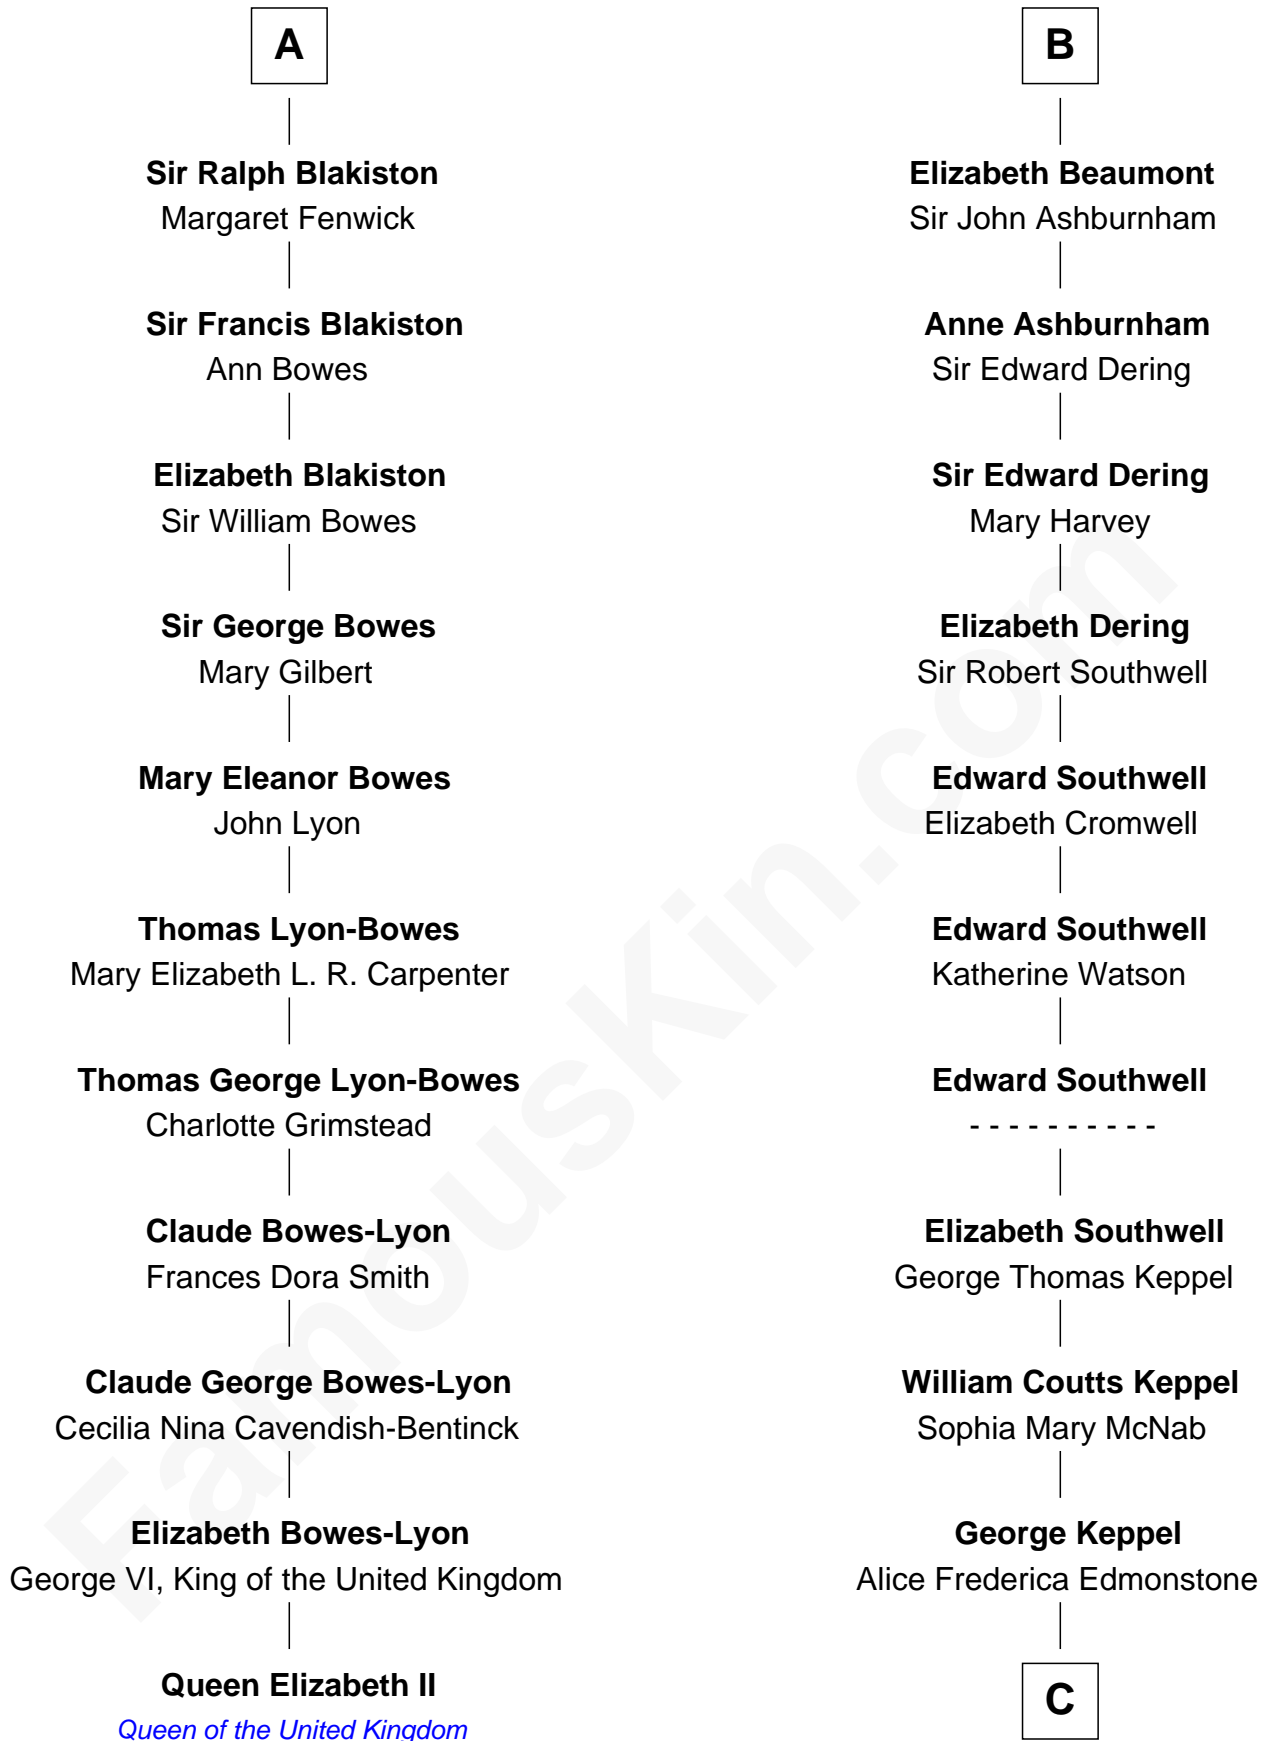 A
Sir Ralph Blakiston
Margaret Fenwick
Sir Francis Blakiston
Ann Bowes
Elizabeth Blakiston
Sir William Bowes
Sir George Bowes
Mary Gilbert
Mary Eleanor Bowes
John Lyon
Thomas Lyon-Bowes
Mary Elizabeth L. R. Carpenter
Thomas George Lyon-Bowes
Charlotte Grimstead
Claude Bowes-Lyon
Frances Dora Smith
Claude George Bowes-Lyon
Cecilia Nina Cavendish-Bentinck
Elizabeth Bowes-Lyon
George VI, King of the United Kingdom
Queen Elizabeth II
Queen of the United Kingdom
B
Elizabeth Beaumont
Sir John Ashburnham
Anne Ashburnham
Sir Edward Dering
Sir Edward Dering
Mary Harvey
Elizabeth Dering
Sir Robert Southwell
Edward Southwell
Elizabeth Cromwell
Edward Southwell
Katherine Watson
Edward Southwell
- - - - - - - - - -
Elizabeth Southwell
George Thomas Keppel
William Coutts Keppel
Sophia Mary McNab
George Keppel
Alice Frederica Edmonstone
C
FamousKin.com